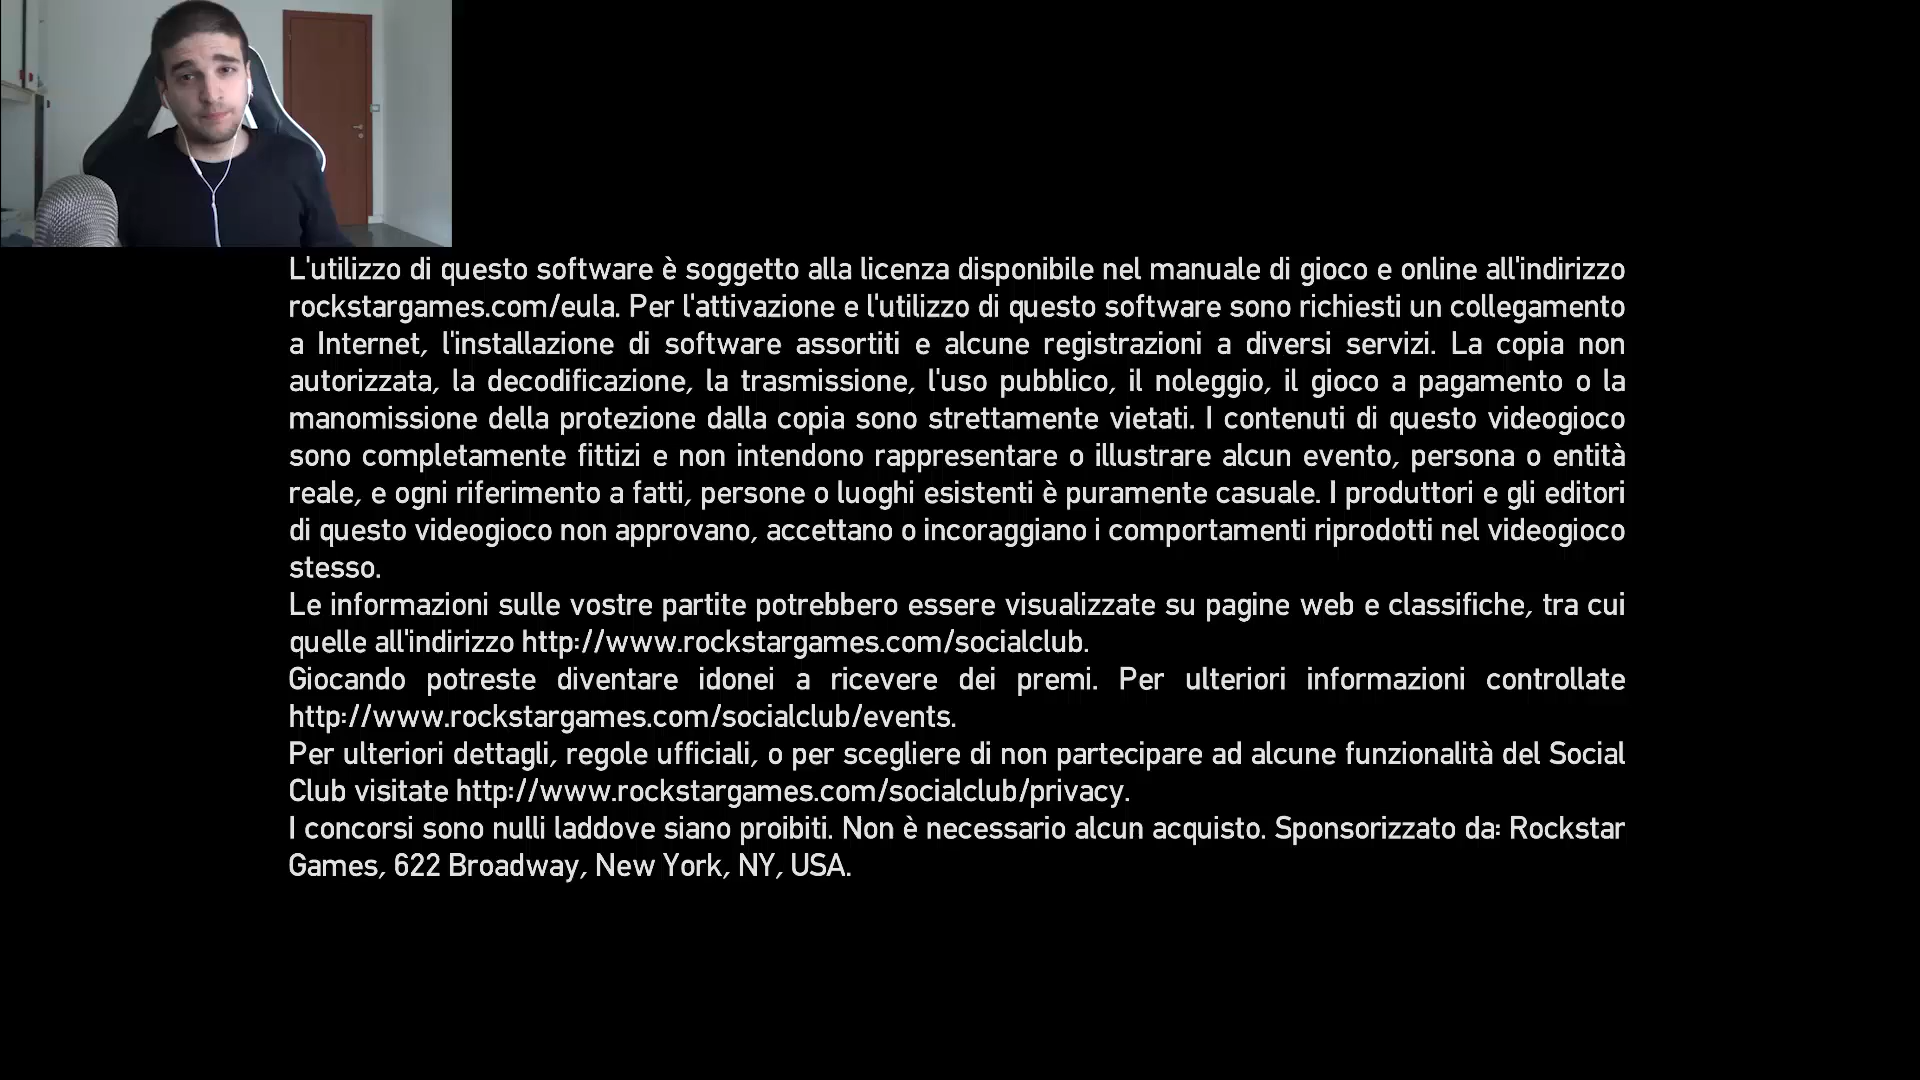 L'utilizzo di questo software è soggetto alla licenza disponibile nel manuale di gioco e online all'indirizzo
rockstargames.com/eula. Per l'attivazione e l'utilizzo di questo software sono richiesti un collegamento
a Internet, l'installazione di software assortiti e alcune registrazioni a diversi servizi. La copia non
autorizzata, la decodificazione, la trasmissione, l'uso pubblico, il noleggio, il gioco a pagamento o la
manomissione della protezione dalla copia sono strettamente vietati. I contenuti di questo videogioco
sono completamente fittizi e non intendono rappresentare o illustrare alcun evento, persona o entità
reale, e ogni riferimento a fatti, persone o luoghi esistenti è puramente casuale. I produttori e gli editori
di questo videogioco non approvano, accettano o incoraggiano i comportamenti riprodotti nel videogioco
stesso.
Le informazioni sulle vostre partite potrebbero essere visualizzate su pagine web e classifiche, tra cui
quelle all'indirizzo http://www.rockstargames.com/socialclub.
Giocando potreste diventare idonei a ricevere dei premi. Per ulteriori informazioni controllate
http://www.rockstargames.com/socialclub/events.
Per ulteriori dettagli, regole ufficiali, o per scegliere di non partecipare ad alcune funzionalità del Social
Club visitate http://www.rockstargames.com/socialclub/privacy.
I concorsi sono nulli laddove siano proibiti. Non è necessario alcun acquisto. Sponsorizzato da: Rockstar
Games, 622 Broadway, New York, NY, USA.